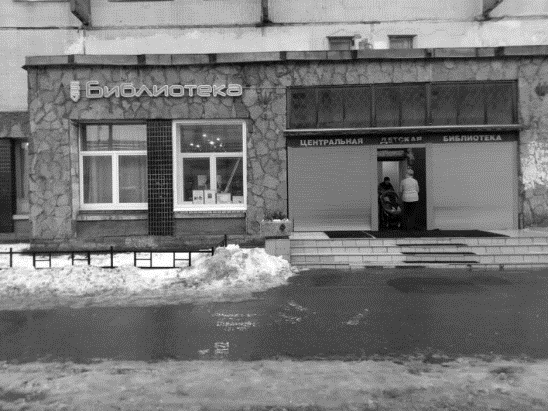 Библиотека
ЦЕНТРАЛЬНАЯ ДЕТСКАЯ БИБЛИОТЕКА